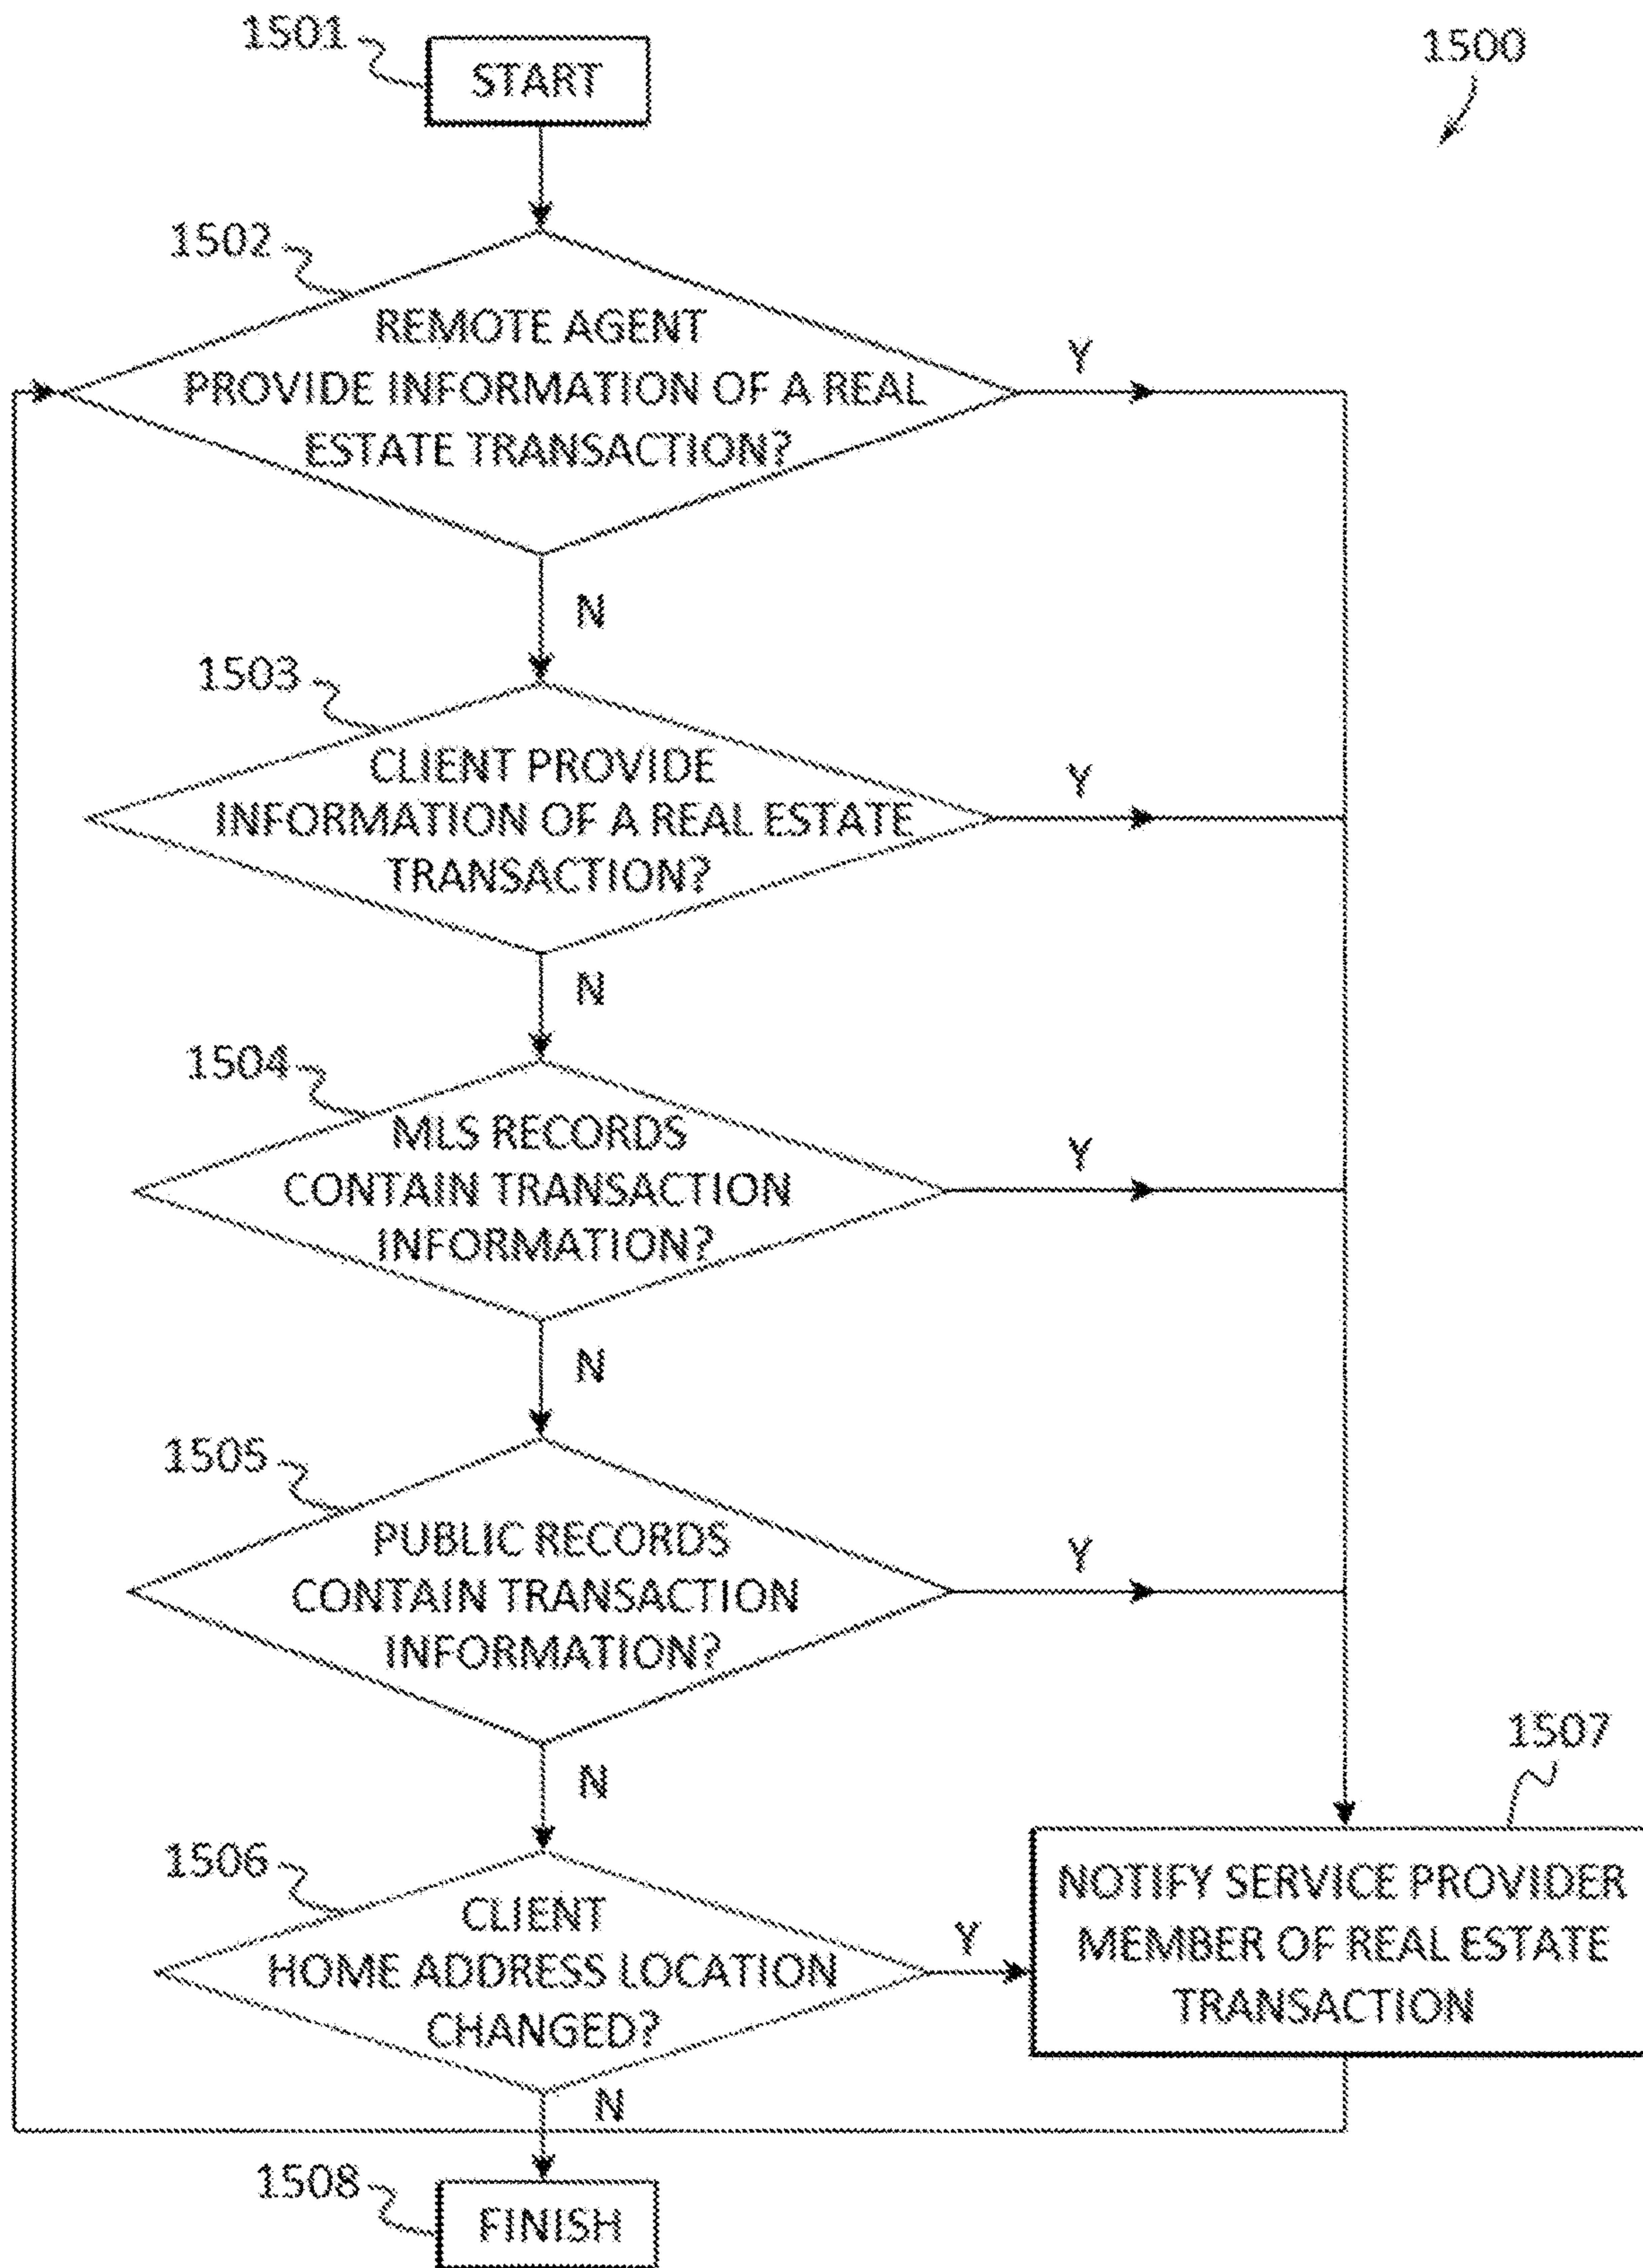 1501
START
1500
1502
REMOTE AGENT
PROVIDE INFORMATION OF A REAL
ESTATE TRANSACTION?
Y
N
1503
CLIENT PROVIDE
INFORMATION OF A REAL ESTATE
TRANSACTION?
Y
N
1504
MLS RECORDS
CONTAIN TRANSACTION
INFORMATION?
Y
N
1505
PUBLIC RECORDS
CONTAIN TRANSACTION
INFORMATION?
Y
N
1506
CLIENT
HOME ADDRESS LOCATION
CHANGED?
Y
N
1507
NOTIFY SERVICE PROVIDER
MEMBER OF REAL ESTATE
TRANSACTION
1508
FINISH